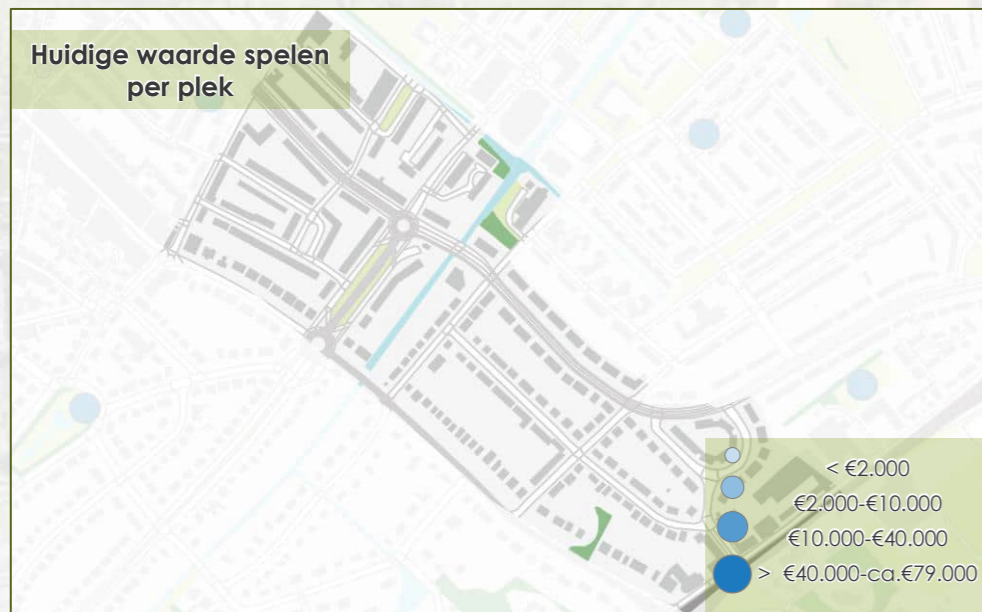 Huidige waarde spelen
per plek
< €2.000
€2.000-€10.000
€10.000-€40.000
> €40.000-ca.€79.000